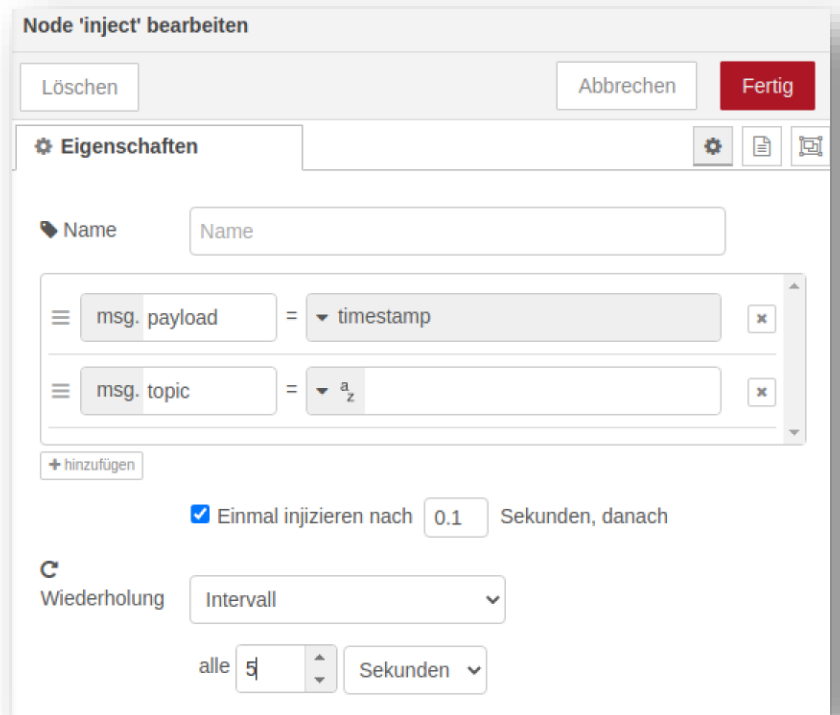 Node 'inject' bearbeiten
Löschen
Abbrechen
Fertig
Eigenschaften
Name
Name
msg. payload = timestamp
msg. topic = a z
+ hinzufügen
Einmal injizieren nach 0.1 Sekunden, danach
Wiederholung
Intervall
alle 5 Sekunden